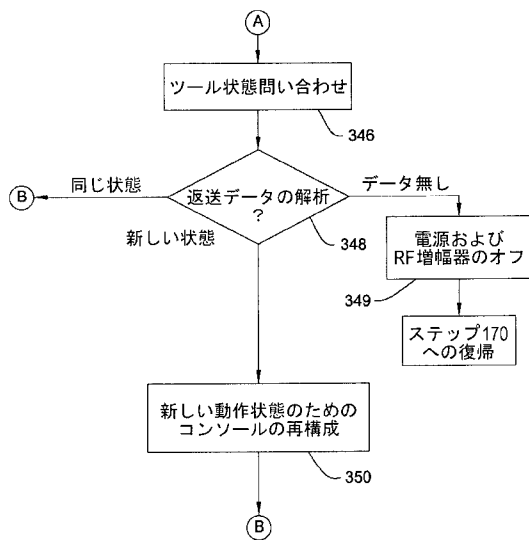 A
ツール状態問い合わせ
346
同じ状態
データ無し
B
返送データの解析
?
348
新しい状態
電源および
RF増幅器のオフ
349
ステップ170
への復帰
新しい動作状態のための
コンソールの再構成
350
B